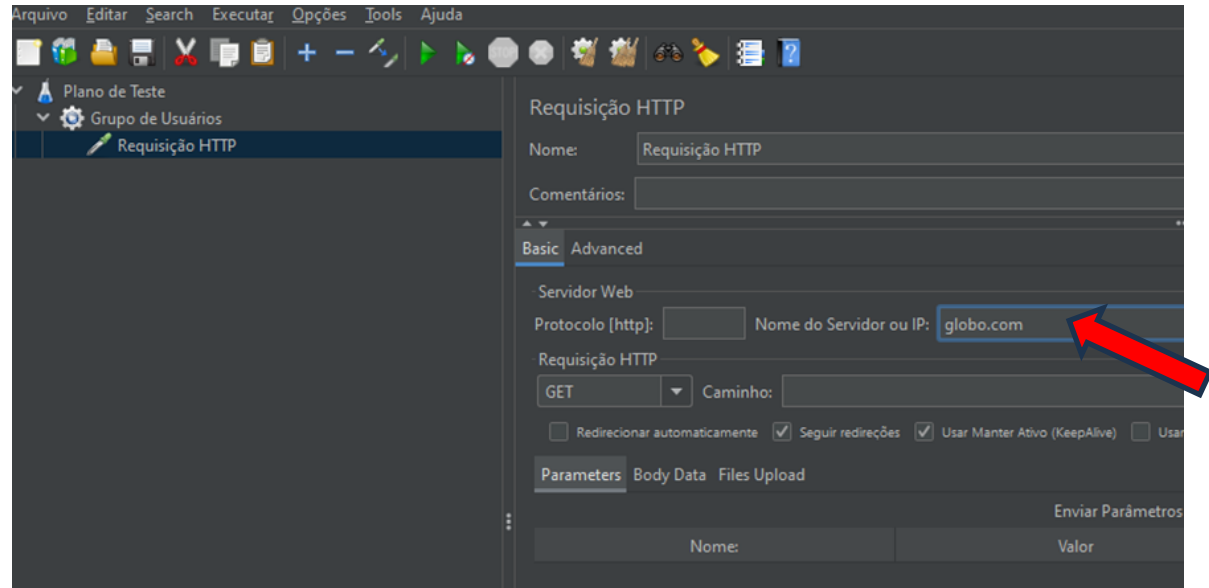 Arquivo Editar Search Executar Opções Tools Ajuda
STOP
Plano de Teste
Grupo de Usuários
Requisição HTTP
Requisição HTTP
Nome: Requisição HTTP
Comentários:
Basic Advanced
Servidor Web
Protocolo [http]: Nome do Servidor ou IP: globo.com
Requisição HTTP
GET Caminho:
Redirecionar automaticamente Seguir redireções Usar Manter Ativo (KeepAlive) Usar
Parameters Body Data Files Upload
Enviar Parâmetros
Nome: Valor